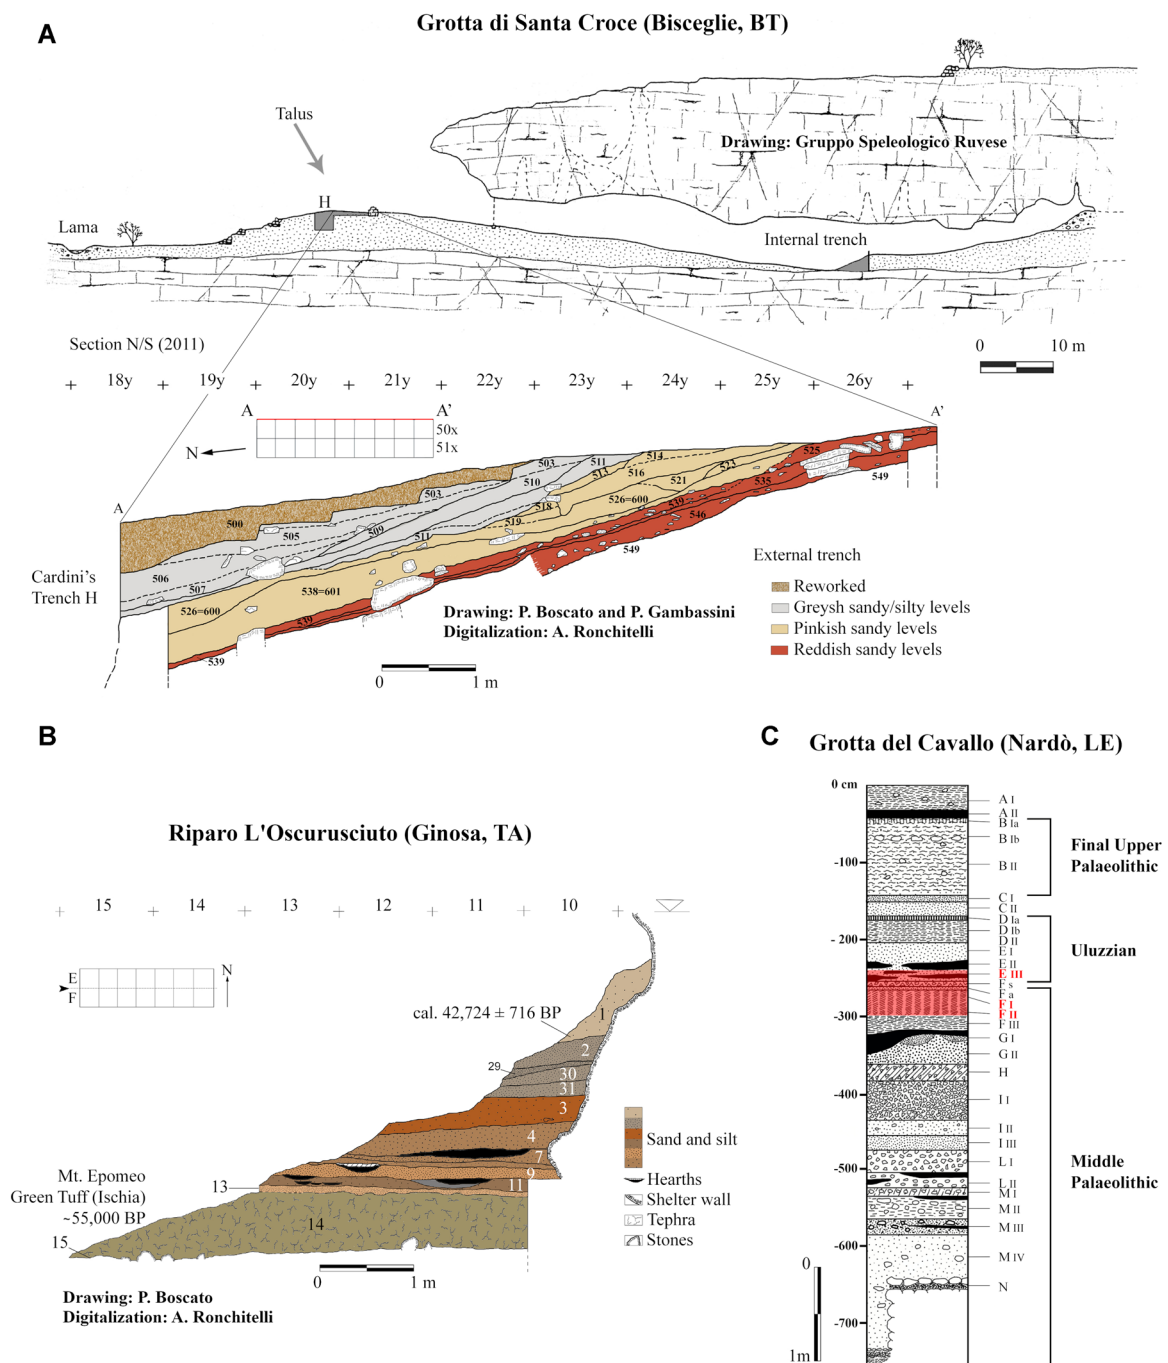 A
Grotta di Santa Croce (Bisceglie, BT)
Talus
Drawing: Gruppo Speleologico Ruvese
H
Lama
Internal trench
Section N/S (2011)
0 10 m
18y 19y 20y 21y 22y 23y 24y 25y 26y
A A'
50x
51x
N
A'
503 511 514 525
510 513 516 523
503 521 535 549
500 505 509 511 518 526=600 539 546
519 549
506
507
526=600 538=601
539
539
A
Cardini's
Trench H
External trench
Reworked
Greysh sandy/silty levels
Pinkish sandy levels
Reddish sandy levels
Drawing: P. Boscato and P. Gambassini
Digitalization: A. Ronchitelli
0 1 m
B
Riparo L'Oscurusciuto (Ginosa, TA)
15 14 13 12 11 10
E
F
N
cal. 42,724 ± 716 BP
1
2
29
30
31
3
4
7
9
11
13
14
15
Mt. Epomeo
Green Tuff (Ischia)
~55,000 BP
Sand and silt
Hearths
Shelter wall
Tephra
Stones
0 1 m
Drawing: P. Boscato
Digitalization: A. Ronchitelli
C
Grotta del Cavallo (Nardò, LE)
0 cm
-100
- 200
-300
-400
-500
-600
-700
A I
A II
B Ia
B Ib
B II
C I
C II
D Ia
D Ib
D II
E I
E II
E III
F s
F a
F I
F II
F III
G I
G II
H
I I
I II
I III
L I
L II
M I
M II
M III
M IV
N
Final Upper
Palaeolithic
Uluzzian
Middle
Palaeolithic
0
1m